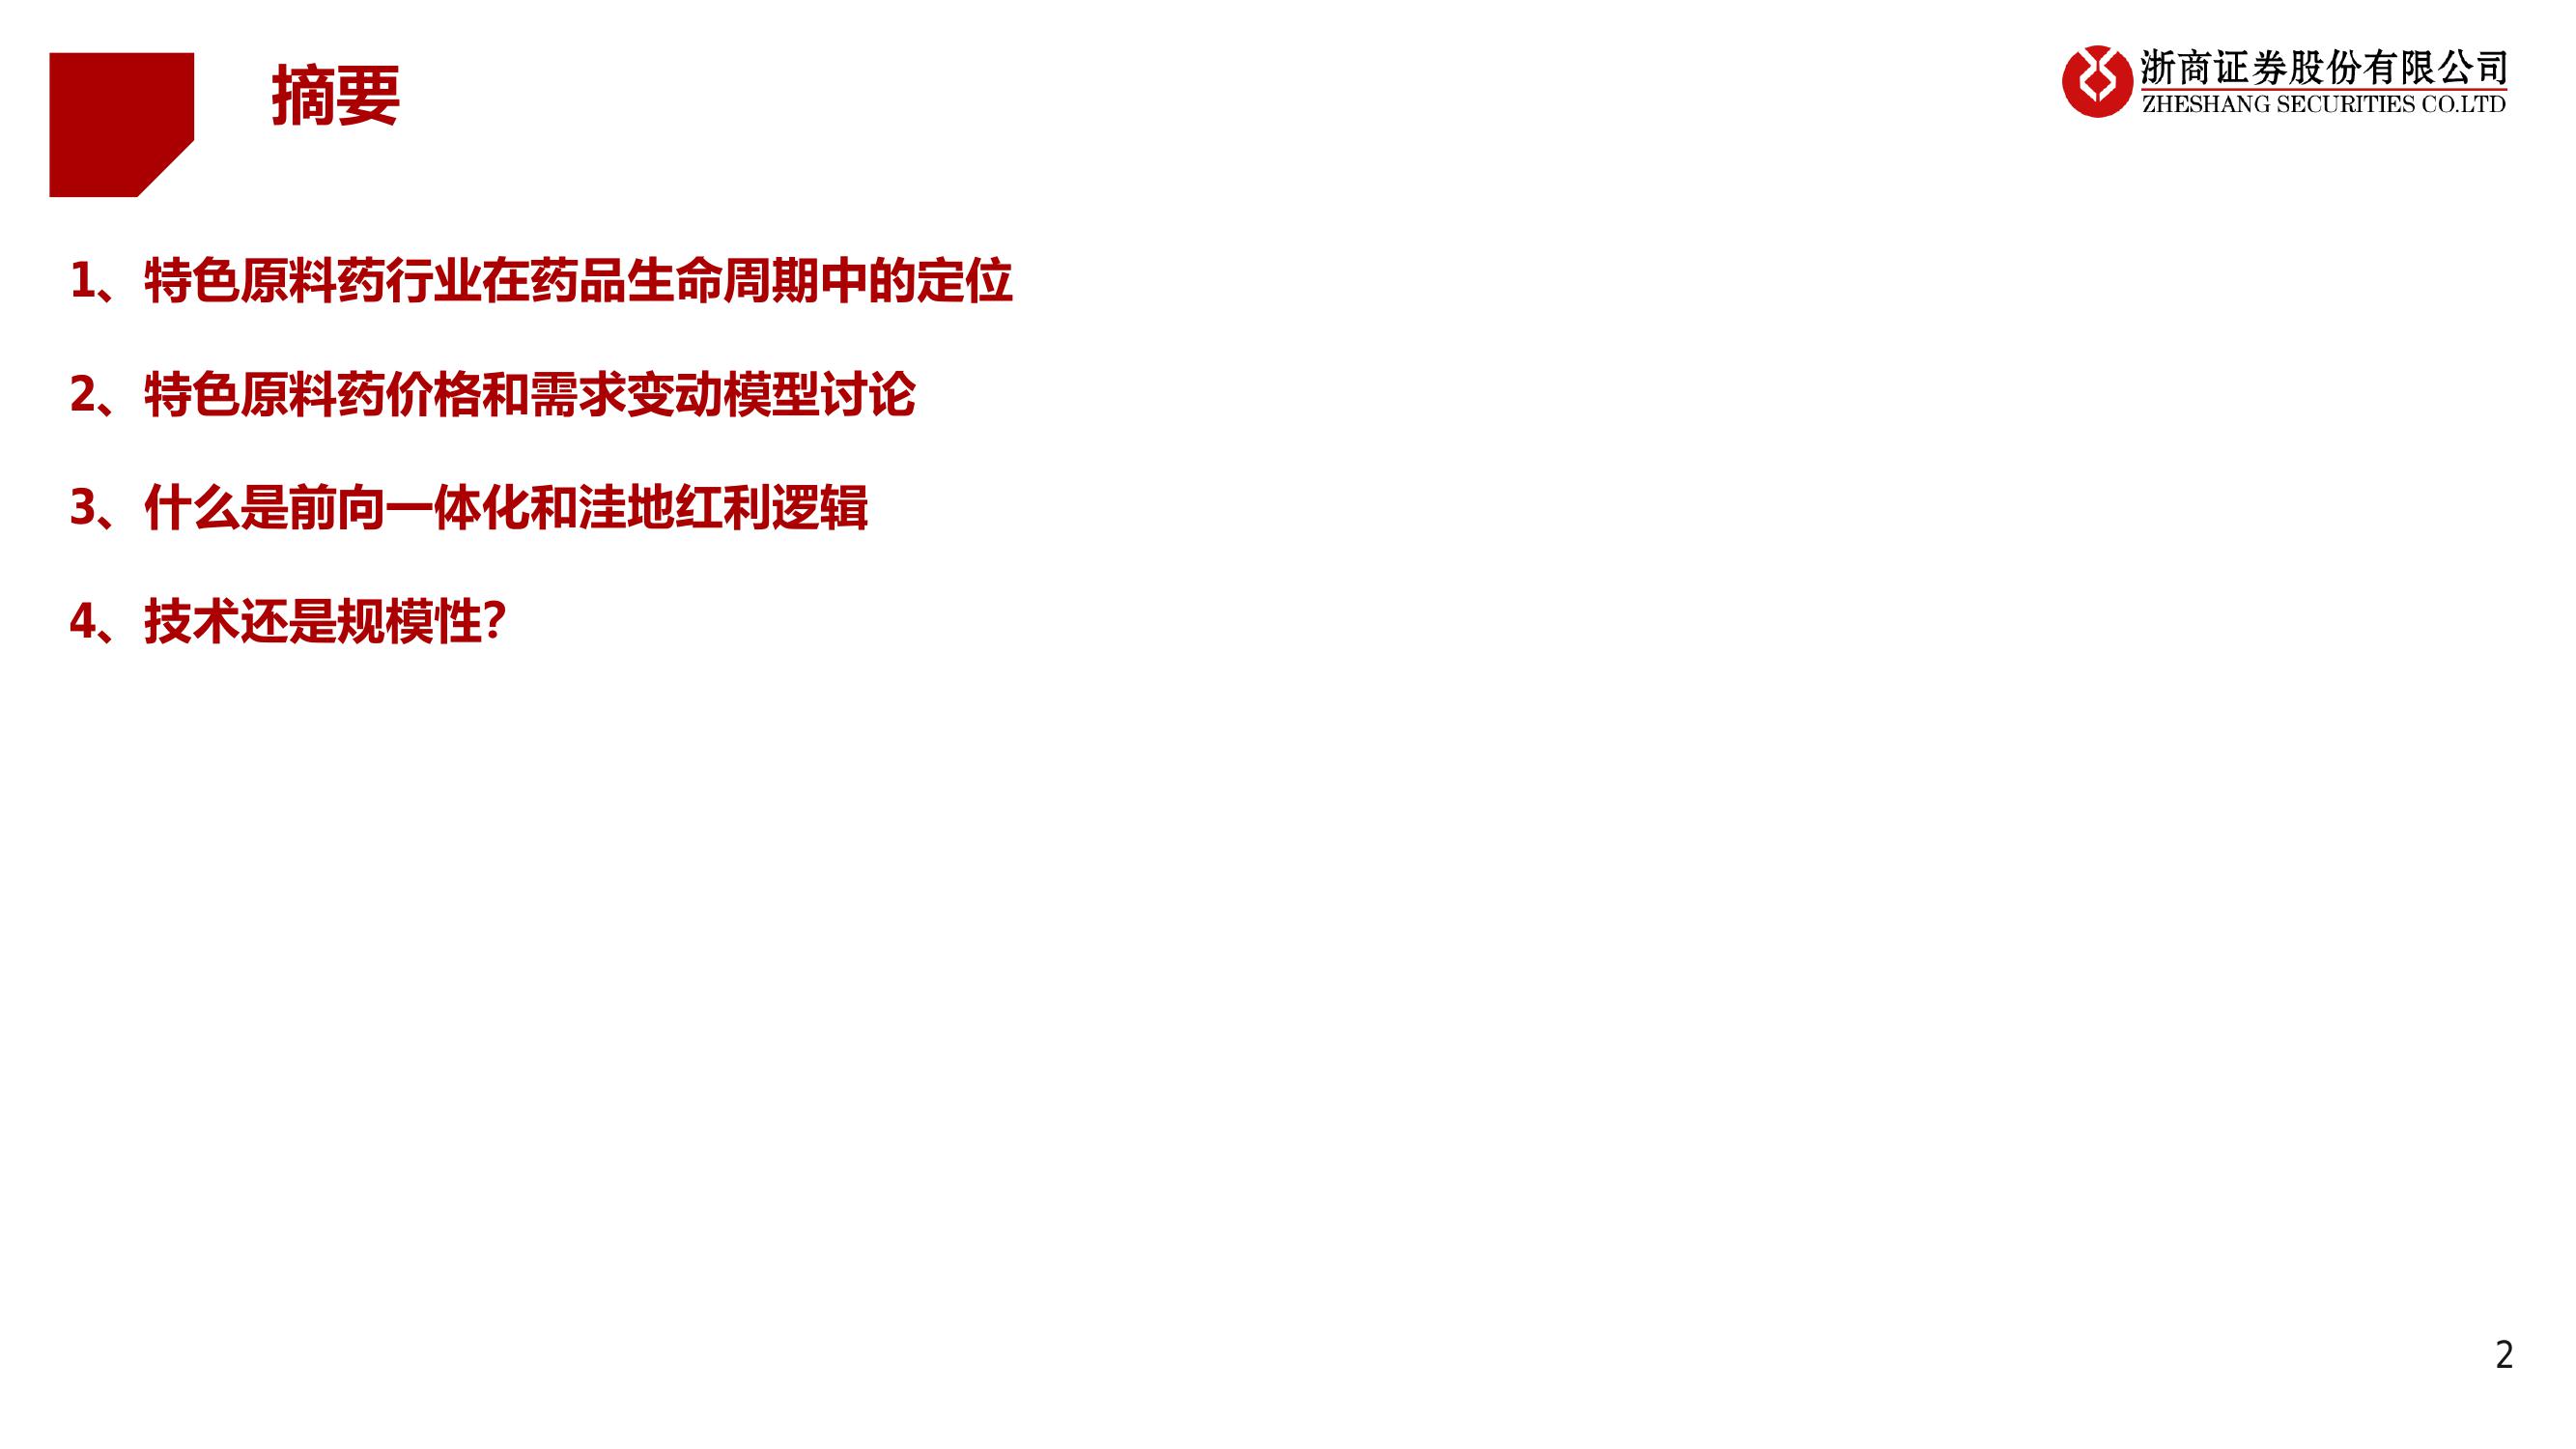 摘要
浙商证券股份有限公司
ZHESHANG SECURITIES CO.LTD
1、特色原料药行业在药品生命周期中的定位
2、特色原料药价格和需求变动模型讨论
3、什么是前向一体化和洼地红利逻辑
4、技术还是规模性?
2